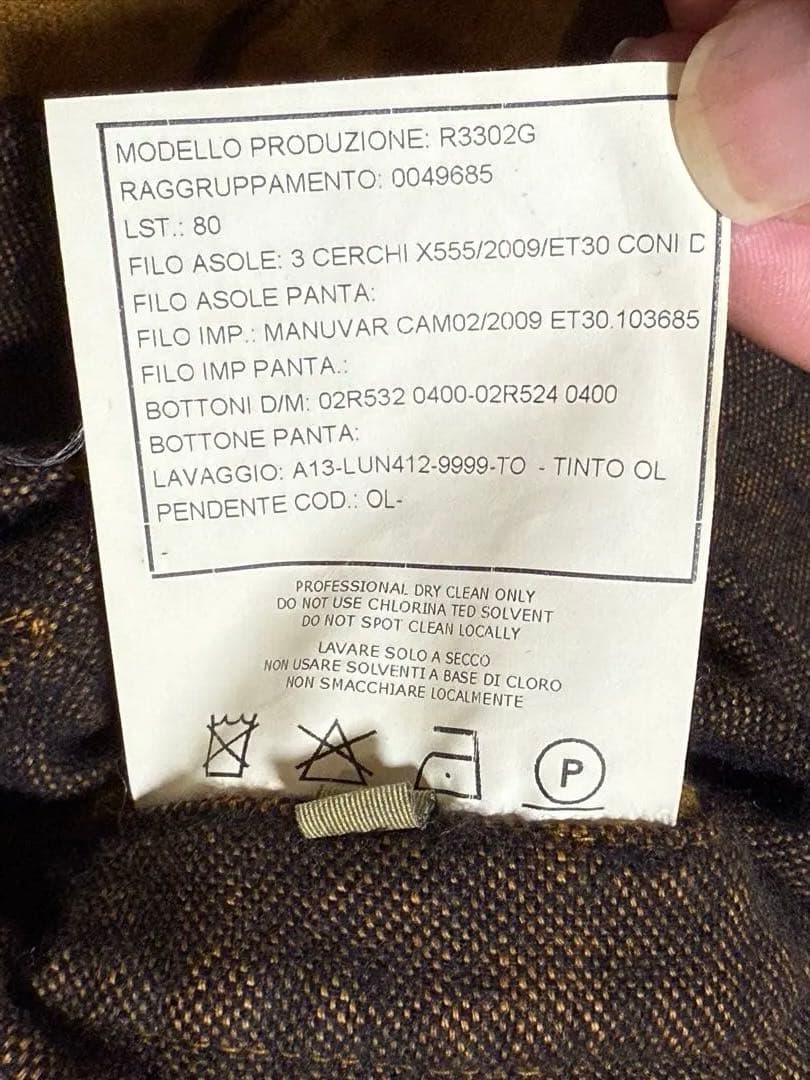 MODELLO PRODUZIONE: R3302G
RAGGRUPPAMENTO: 0049685
LST.: 80
FILO ASOLE: 3 CERCHI X555/2009/ET30 CONI D
FILO ASOLE PANTA:
FILO IMP.: MANUVAR CAM02/2009 ET30.103685
FILO IMP PANTA.:
BOTTONI D/M: 02R532 0400-02R524 0400
BOTTONE PANTA:
LAVAGGIO: A13-LUN412-9999-TO - TINTO OL
PENDENTE COD.: OL-
-
PROFESSIONAL DRY CLEAN ONLY
DO NOT USE CHLORINA TED SOLVENT
DO NOT SPOT CLEAN LOCALLY
LAVARE SOLO A SECCO
NON USARE SOLVENTI A BASE DI CLORO
NON SMACCHIARE LOCALMENTE
P